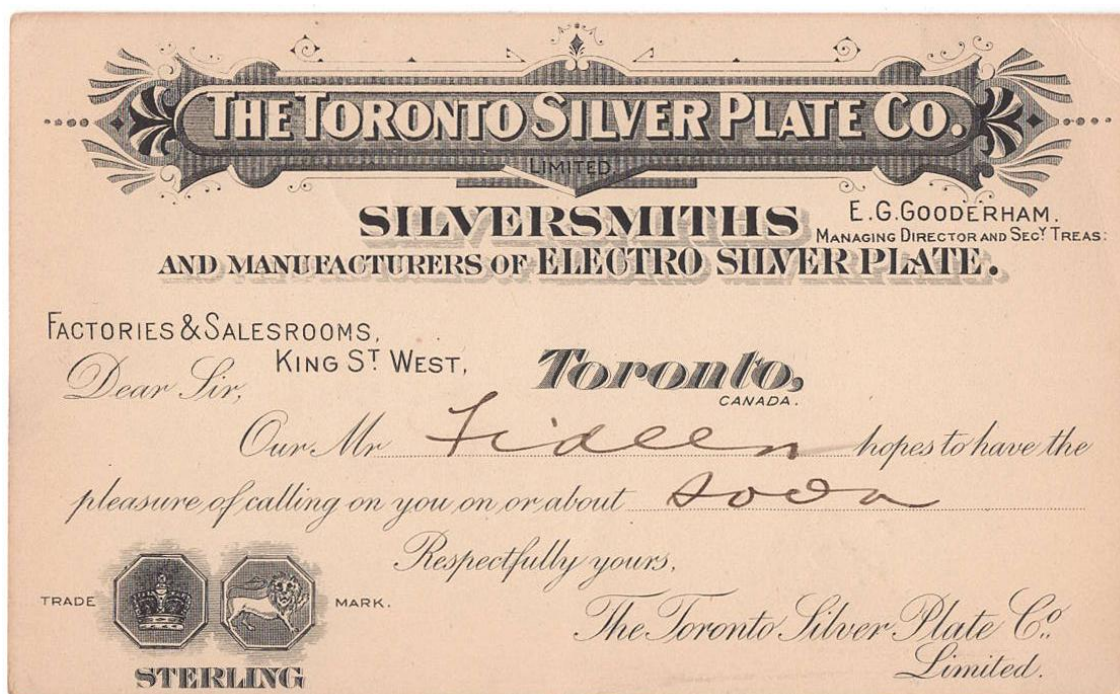 THE TORONTO SILVER PLATE CO.
LIMITED.
SILVERSMITHS
E. G. GOODERHAM.
MANAGING DIRECTOR AND SECY TREAS:
AND MANUFACTURERS OF ELECTRO SILVER PLATE.
FACTORIES & SALESROOMS,
KING ST. WEST,
Toronto,
CANADA.
Dear Sir,
Our Mr hopes to have the
pleasure of calling on you on or about soon
Respectfully yours,
TRADE MARK.
The Toronto Silver Plate Co.,
Limited.
STERLING